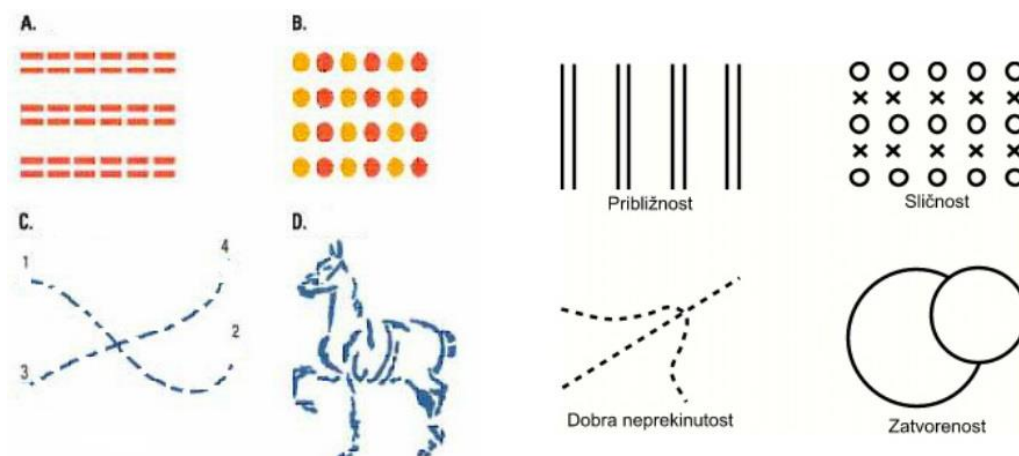 A.
B.
C.
D.
1
4
2
3
Približnost
Sličnost
Dobra neprekinutost
Zatvorenost